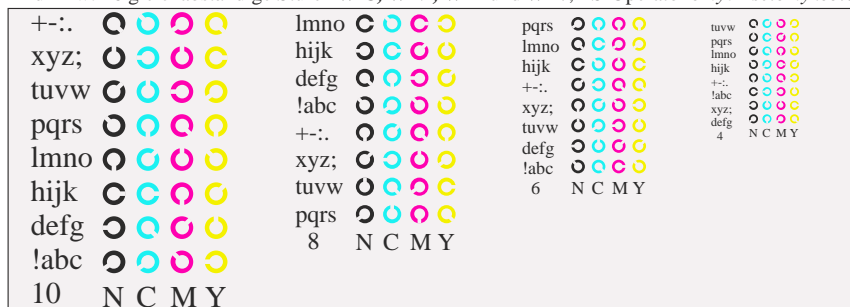 +-:.
xyz;
tuvw
pqrs
lmno
hijk
defg
!abc
10 N C M Y
lmno
hijk
defg
!abc
+-:.
xyz;
tuvw
pqrs
8 N C M Y
pqrs
lmno
hijk
+-:.
xyz;
tuvw
defg
!abc
6 N C M Y
tuvw
pqrs
lmno
hijk
+-:.
!abc
xyz;
defg
4 N C M Y